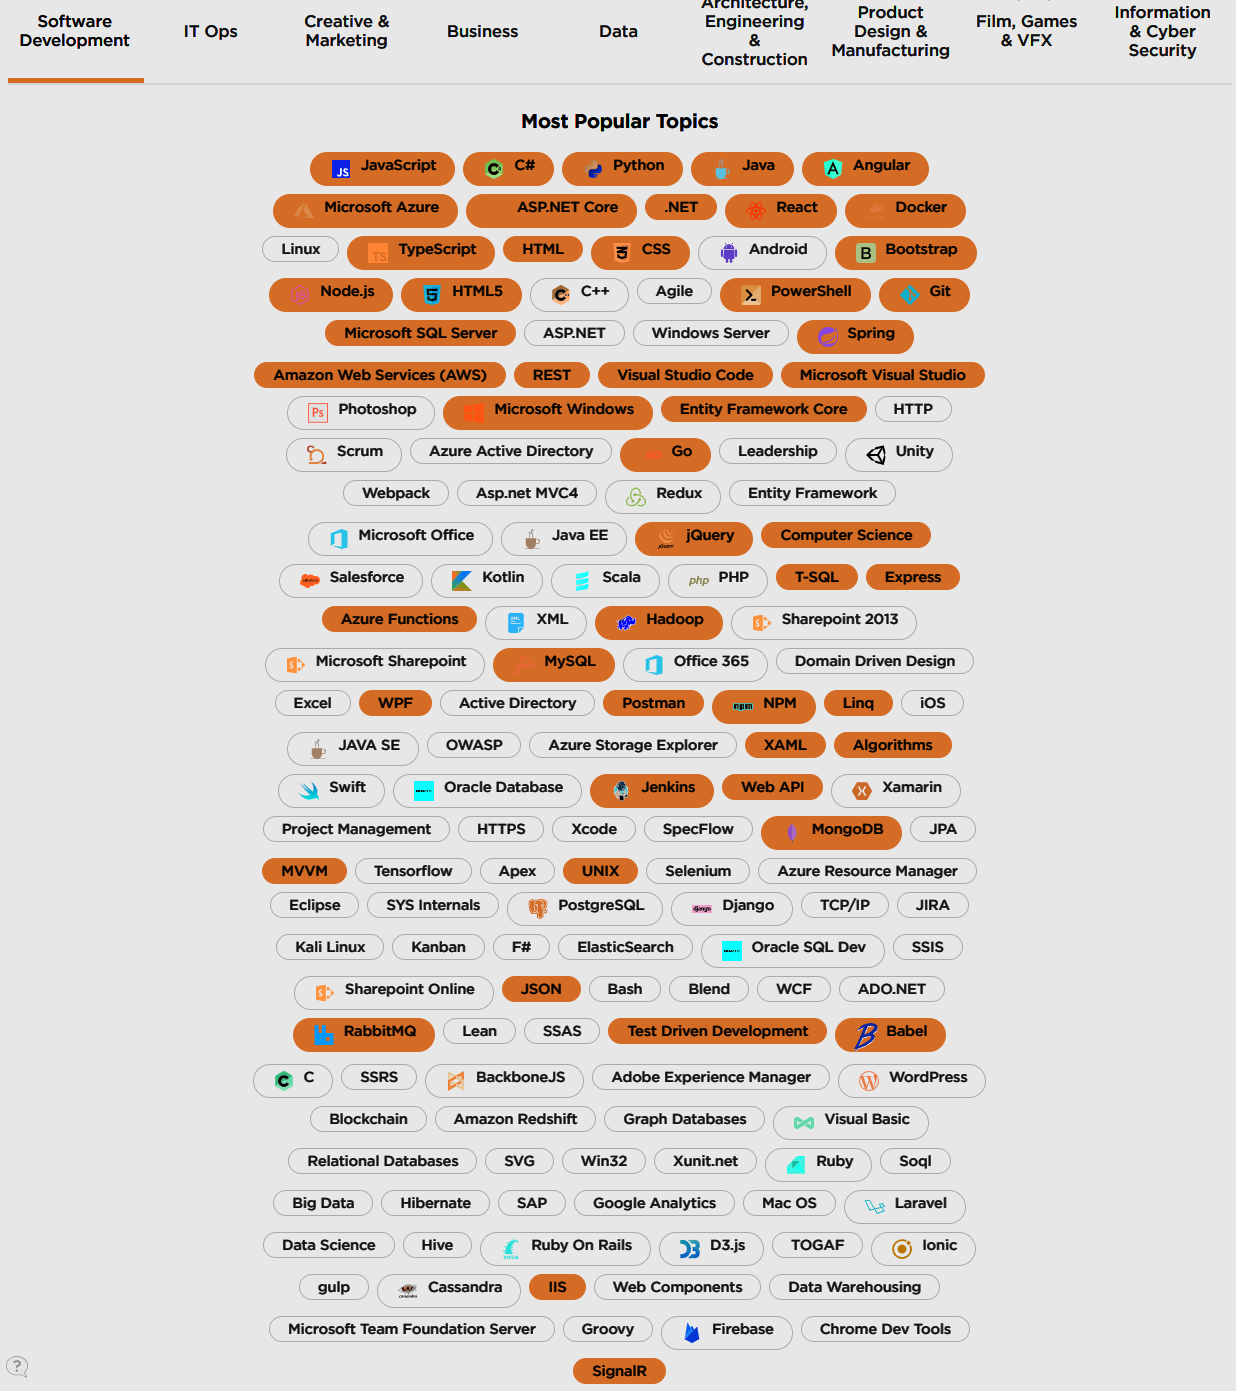 Software Development
IT Ops
Creative & Marketing
Business
Data
Architecture, Engineering & Construction
Product Design & Manufacturing
Film, Games & VFX
Information & Cyber Security
Most Popular Topics
JS JavaScript C C# Python Java A Angular
Microsoft Azure ASP.NET Core .NET React Docker
Linux TS TypeScript HTML 3 CSS Android B Bootstrap
Node.js 5 HTML5 C C++ Agile PowerShell Git
Microsoft SQL Server ASP.NET Windows Server Spring
Amazon Web Services (AWS) REST Visual Studio Code Microsoft Visual Studio
Ps Photoshop Microsoft Windows Entity Framework Core HTTP
Scrum Azure Active Directory Go Leadership Unity
Webpack Asp.net MVC4 Redux Entity Framework
Microsoft Office Java EE jQuery Computer Science
Salesforce Kotlin Scala php PHP T-SQL Express
Azure Functions XML Hadoop Sharepoint 2013
Microsoft Sharepoint MySQL Office 365 Domain Driven Design
Excel WPF Active Directory Postman npm NPM Linq iOS
JAVA SE OWASP Azure Storage Explorer XAML Algorithms
Swift Oracle Database Jenkins Web API Xamarin
Project Management HTTPS Xcode SpecFlow MongoDB JPA
MVVM Tensorflow Apex UNIX Selenium Azure Resource Manager
Eclipse SYS Internals PostgreSQL django Django TCP/IP JIRA
Kali Linux Kanban F# ElasticSearch Oracle SQL Dev SSIS
Sharepoint Online JSON Bash Blend WCF ADO.NET
RabbitMQ Lean SSAS Test Driven Development B Babel
C C SSRS BackboneJS Adobe Experience Manager WordPress
Blockchain Amazon Redshift Graph Databases Visual Basic
Relational Databases SVG Win32 Xunit.net Ruby Soql
Big Data Hibernate SAP Google Analytics Mac OS Laravel
Data Science Hive Ruby On Rails D3 D3.js TOGAF Ionic
gulp Cassandra IIS Web Components Data Warehousing
Microsoft Team Foundation Server Groovy Firebase Chrome Dev Tools
? SignalR